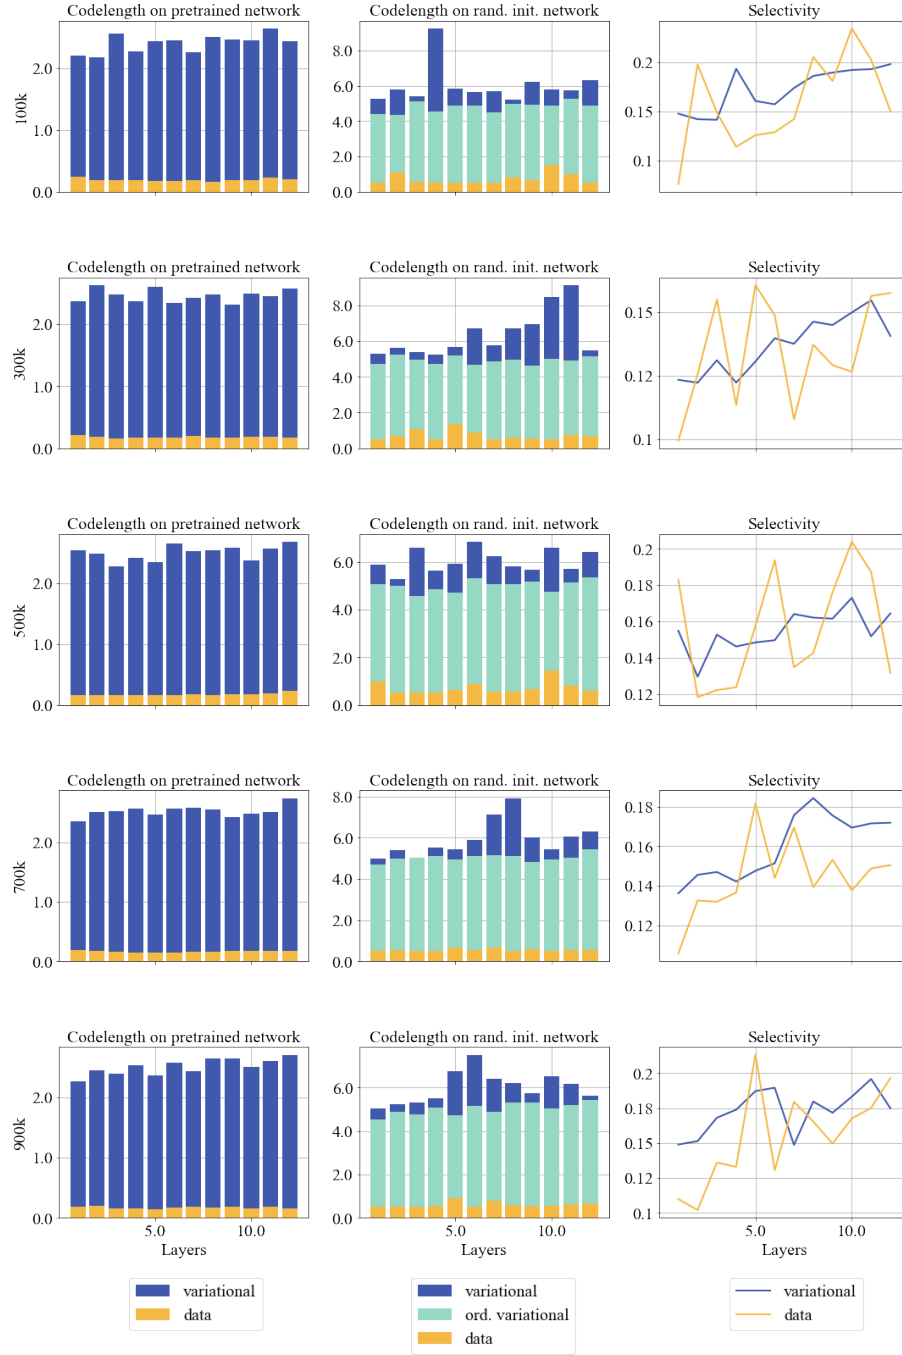 Codelength on pretrained network
Codelength on rand. init. network
Selectivity
100k
2.0
1.0
0.0
8.0
6.0
4.0
2.0
0.0
0.2
0.15
0.1
Codelength on pretrained network
Codelength on rand. init. network
Selectivity
300k
2.0
1.0
0.0
8.0
6.0
4.0
2.0
0.0
0.15
0.12
0.1
Codelength on pretrained network
Codelength on rand. init. network
Selectivity
500k
2.0
1.0
0.0
6.0
4.0
2.0
0.0
0.2
0.18
0.16
0.14
0.12
Codelength on pretrained network
Codelength on rand. init. network
Selectivity
700k
2.0
1.0
0.0
8.0
6.0
4.0
2.0
0.0
0.18
0.16
0.14
0.12
Codelength on pretrained network
Codelength on rand. init. network
Selectivity
900k
2.0
1.0
0.0
6.0
4.0
2.0
0.0
0.2
0.18
0.15
0.12
0.1
5.0 10.0
5.0 10.0
5.0 10.0
Layers
Layers
Layers
variational
data
variational
ord. variational
data
variational
data